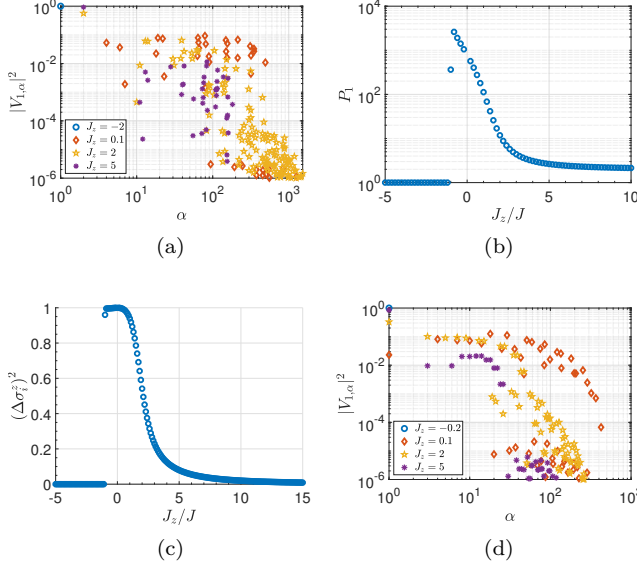 10^0
10^-2
10^-4
10^-6
|V_{1,α}|^2
J_z = −2
J_z = 0.1
J_z = 2
J_z = 5
10^0 10^1 10^2 10^3
α
(a)
10^4
10^2
10^0
P_1
-5 0 5 10
J_z/J
(b)
1
0.8
0.6
0.4
0.2
0
(Δσ_i^z)^2
-5 0 5 10 15
J_z/J
(c)
10^0
10^-2
10^-4
10^-6
|V_{1,α}|^2
J_z = −0.2
J_z = 0.1
J_z = 2
J_z = 5
10^0 10^1 10^2 10^3
α
(d)